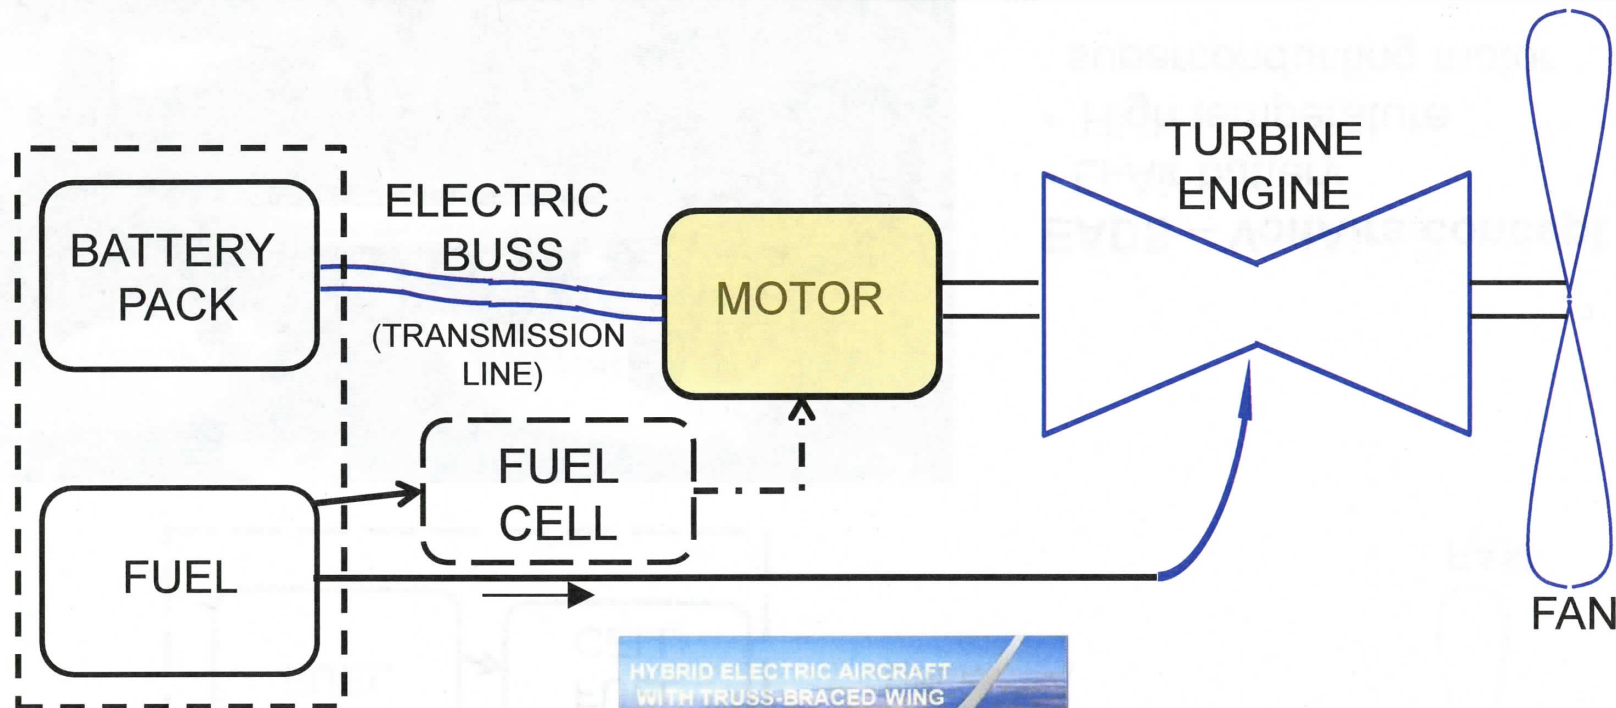 TURBINE
ENGINE
BATTERY
PACK
ELECTRIC
BUSS
(TRANSMISSION
LINE)
MOTOR
FUEL
CELL
FUEL
FAN
HYBRID ELECTRIC AIRCRAFT
WITH TRUSS-BRACED WING